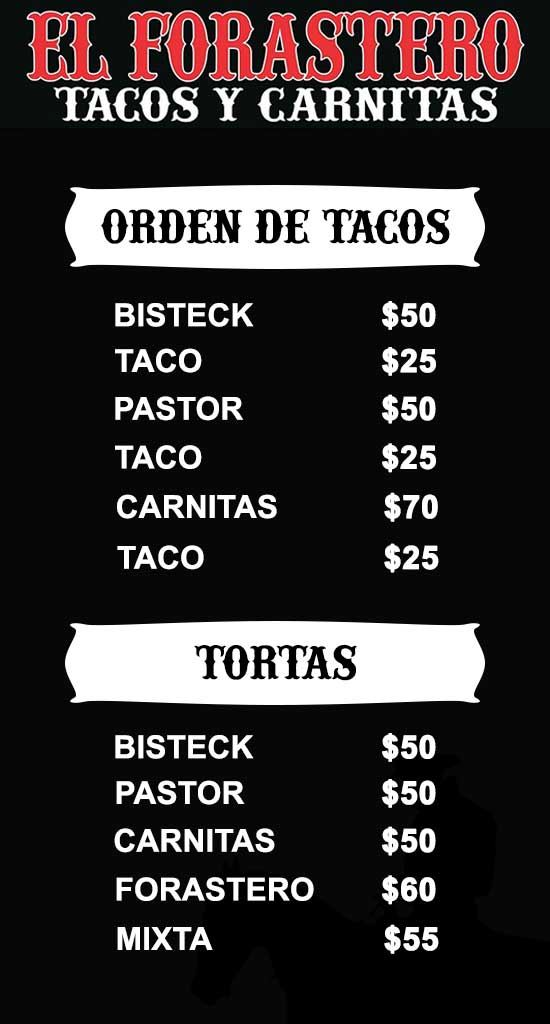 EL FORASTERO
TACOS Y CARNITAS
ORDEN DE TACOS
BISTECK $50
TACO $25
PASTOR $50
TACO $25
CARNITAS $70
TACO $25
TORTAS
BISTECK $50
PASTOR $50
CARNITAS $50
FORASTERO $60
MIXTA $55